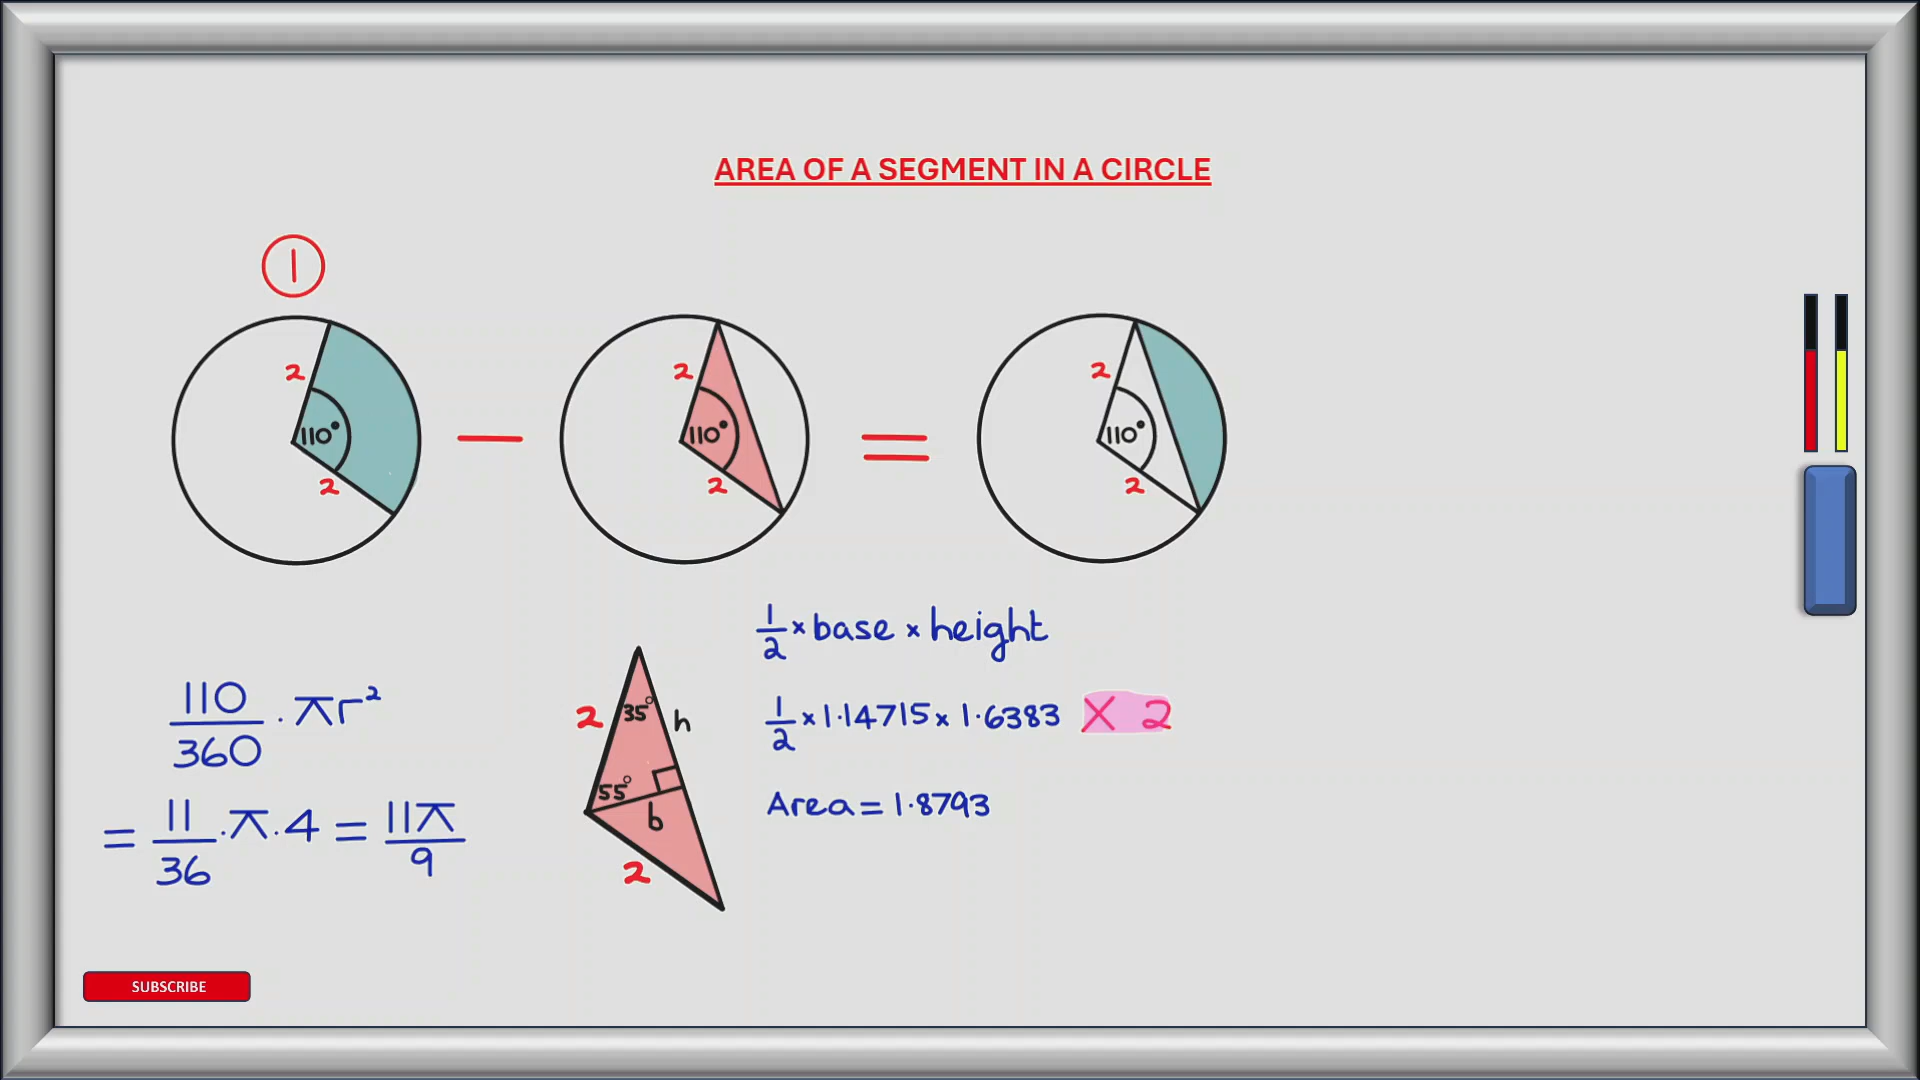 AREA OF A SEGMENT IN A CIRCLE
1
2
110°
2
—
2
110°
2
=
2
110°
2
110/360 · πr²
= 11/36 · π · 4 = 11π/9
2
35°
h
55°
b
2
1/2 × base × height
1/2 × 1·14715 × 1·6383 × 2
Area = 1·8793
SUBSCRIBE